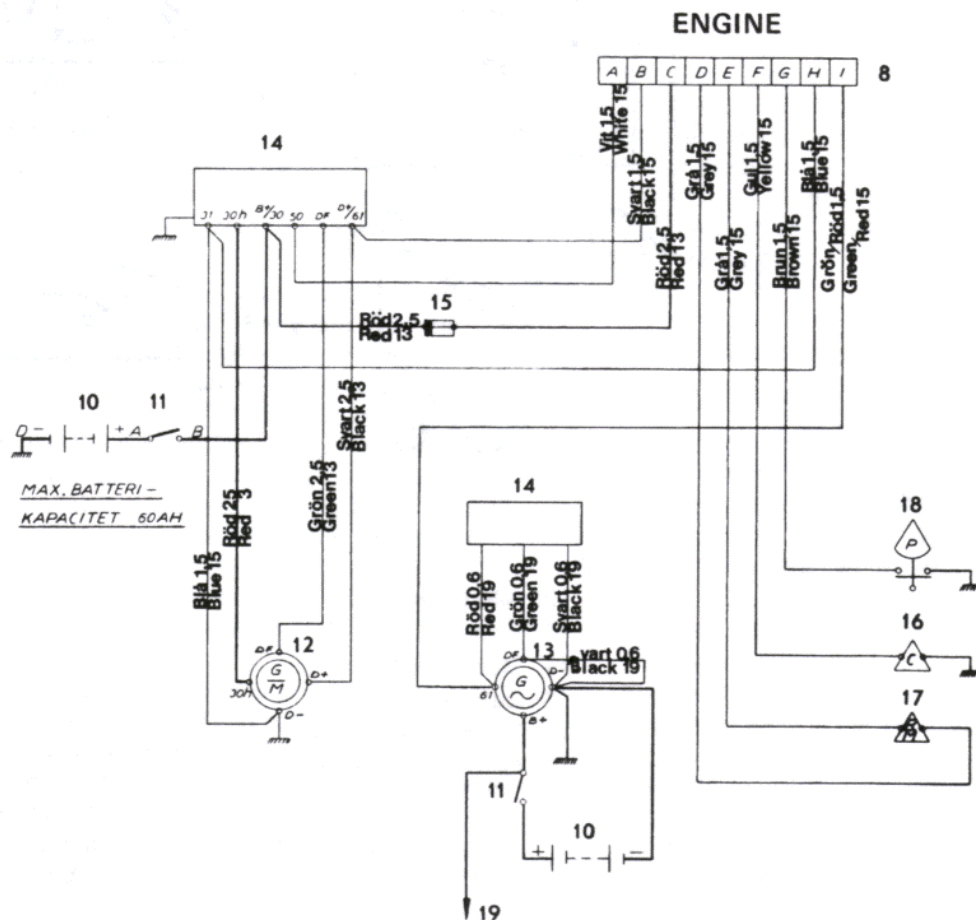 ENGINE
A B C D E F G H I
8
Vit 1,5
White 15
Svart 1,5
Black 15
Röd 2,5
Red 13
Grå 1,5
Grey 15
Grå 1,5
Grey 15
Gul 1,5
Yellow 15
Brun 1,5
Brown 15
Blå 1,5
Blue 15
Grön/Röd 1,5
Green/Red 15
14
31 30h B+/30 50 DF D+/61
15
Röd 2,5
Red 13
10
11
D - + A B
MAX. BATTERI -
KAPACITET 60AH
Blå 1,5
Blue 15
Röd 25
Red 3
Grön 2,5
Green 13
Svart 2,5
Black 13
12
DF
G
M
D+
30h
D-
14
Röd 0,6
Red 19
Grön 0,6
Green 19
Svart 0,6
Black 19
vart 0,6
Black 19
13
DF
D-
G
61
B+
11
10
+ -
19
18
P
16
C
17